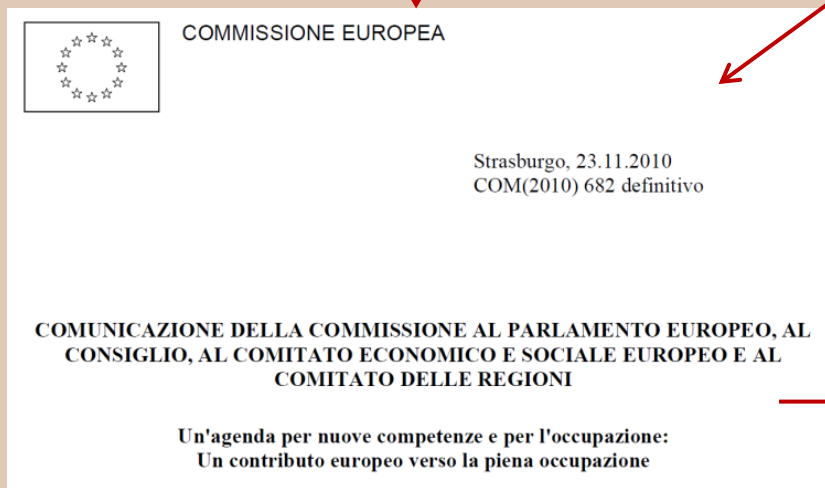 COMMISSIONE EUROPEA
Strasburgo, 23.11.2010
COM(2010) 682 definitivo
COMUNICAZIONE DELLA COMMISSIONE AL PARLAMENTO EUROPEO, AL
CONSIGLIO, AL COMITATO ECONOMICO E SOCIALE EUROPEO E AL
COMITATO DELLE REGIONI
Un'agenda per nuove competenze e per l'occupazione:
Un contributo europeo verso la piena occupazione